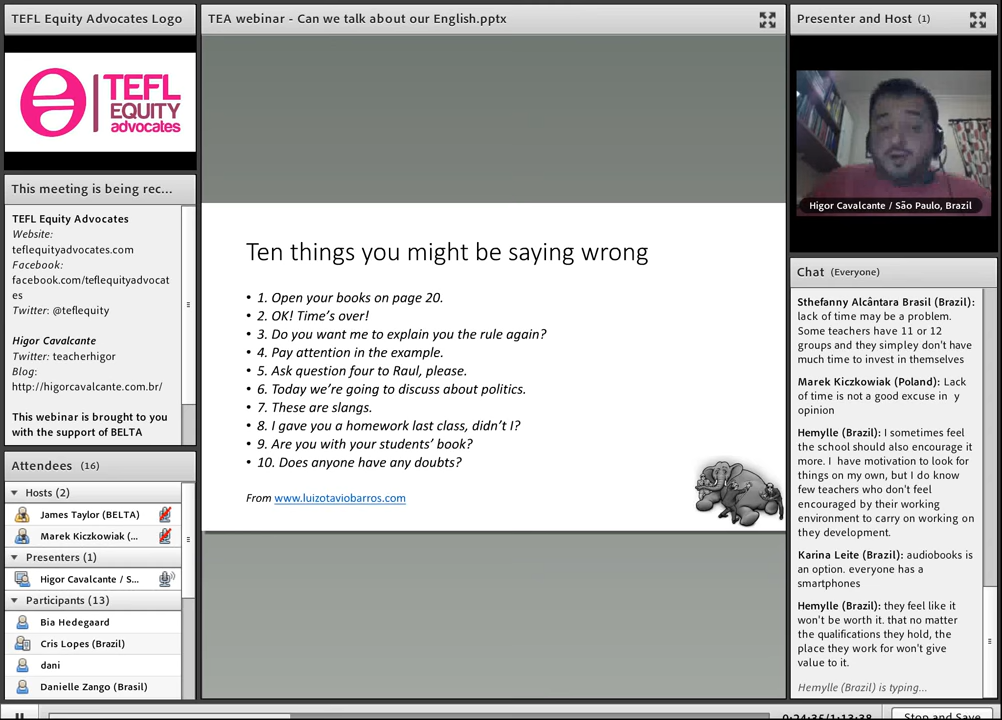 TEFL Equity Advocates Logo
TEFL
EQUITY
advocates
This meeting is being rec...
TEFL Equity Advocates
Website:
teflequityadvocates.com
Facebook:
facebook.com/teflequityadvocat
es
Twitter: @teflequity
Higor Cavalcante
Twitter: teacherhigor
Blog:
http://higorcavalcante.com.br/
This webinar is brought to you
with the support of BELTA
Attendees (16)
Hosts (2)
James Taylor (BELTA)
Marek Kiczkowiak (...
Presenters (1)
Higor Cavalcante / S...
Participants (13)
Bia Hedegaard
Cris Lopes (Brazil)
dani
Danielle Zango (Brasil)
TEA webinar - Can we talk about our English.pptx
Ten things you might be saying wrong
• 1. Open your books on page 20.
• 2. OK! Time's over!
• 3. Do you want me to explain you the rule again?
• 4. Pay attention in the example.
• 5. Ask question four to Raul, please.
• 6. Today we're going to discuss about politics.
• 7. These are slangs.
• 8. I gave you a homework last class, didn't I?
• 9. Are you with your students' book?
• 10. Does anyone have any doubts?
From www.luizotaviobarros.com
Presenter and Host (1)
Higor Cavalcante / São Paulo, Brazil
Chat (Everyone)
Sthefanny Alcântara Brasil (Brazil):
lack of time may be a problem.
Some teachers have 11 or 12
groups and they simpley don't have
much time to invest in themselves
Marek Kiczkowiak (Poland): Lack
of time is not a good excuse in y
opinion
Hemylle (Brazil): I sometimes feel
the school should also encourage it
more. I have motivation to look for
things on my own, but I do know
few teachers who don't feel
encouraged by their working
environment to carry on working on
they development.
Karina Leite (Brazil): audiobooks is
an option. everyone has a
smartphones
Hemylle (Brazil): they feel like it
won't be worth it. that no matter
the qualifications they hold, the
place they work for won't give
value to it.
Hemylle (Brazil) is typing...
0:24:35/1:13:38
Stop and Save